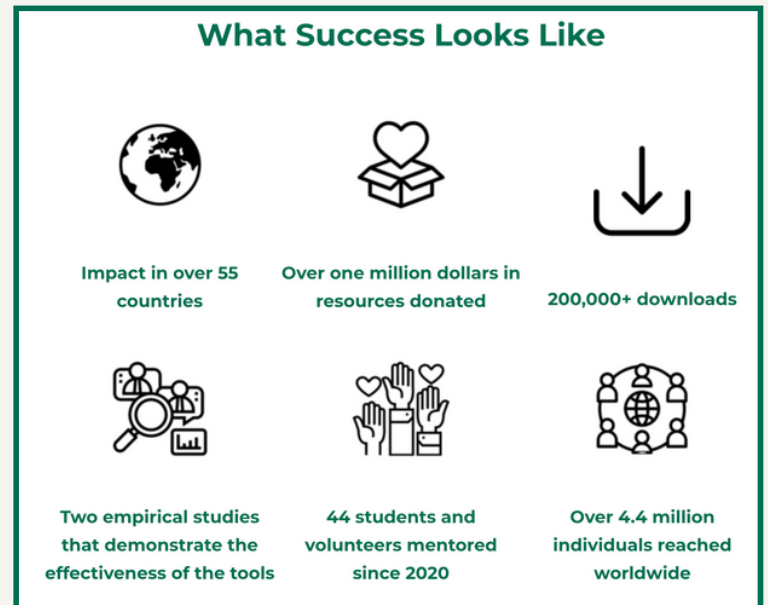 What Success Looks Like
Impact in over 55
countries
Over one million dollars in
resources donated
200,000+ downloads
Two empirical studies
that demonstrate the
effectiveness of the tools
44 students and
volunteers mentored
since 2020
Over 4.4 million
individuals reached
worldwide